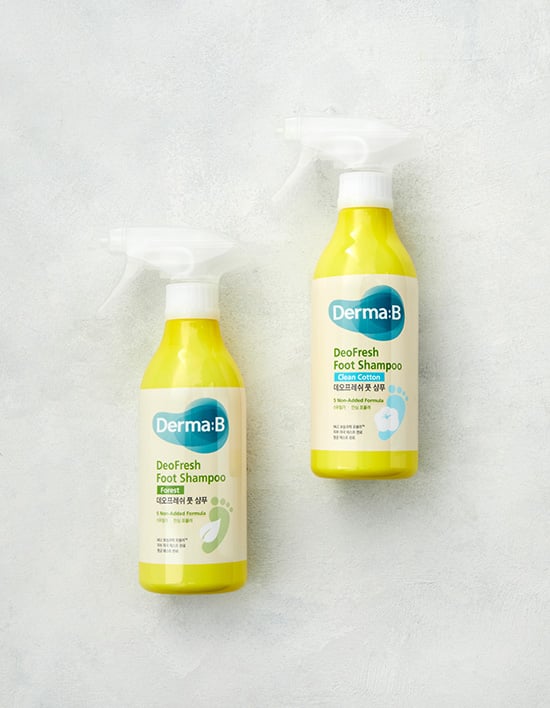 Derma:B
DeoFresh
Foot Shampoo
Forest
데오프레쉬 풋 샴푸
5 Non-Added Formula
Derma:B
DeoFresh
Foot Shampoo
Clean Cotton
데오프레쉬 풋 샴푸
5 Non-Added Formula